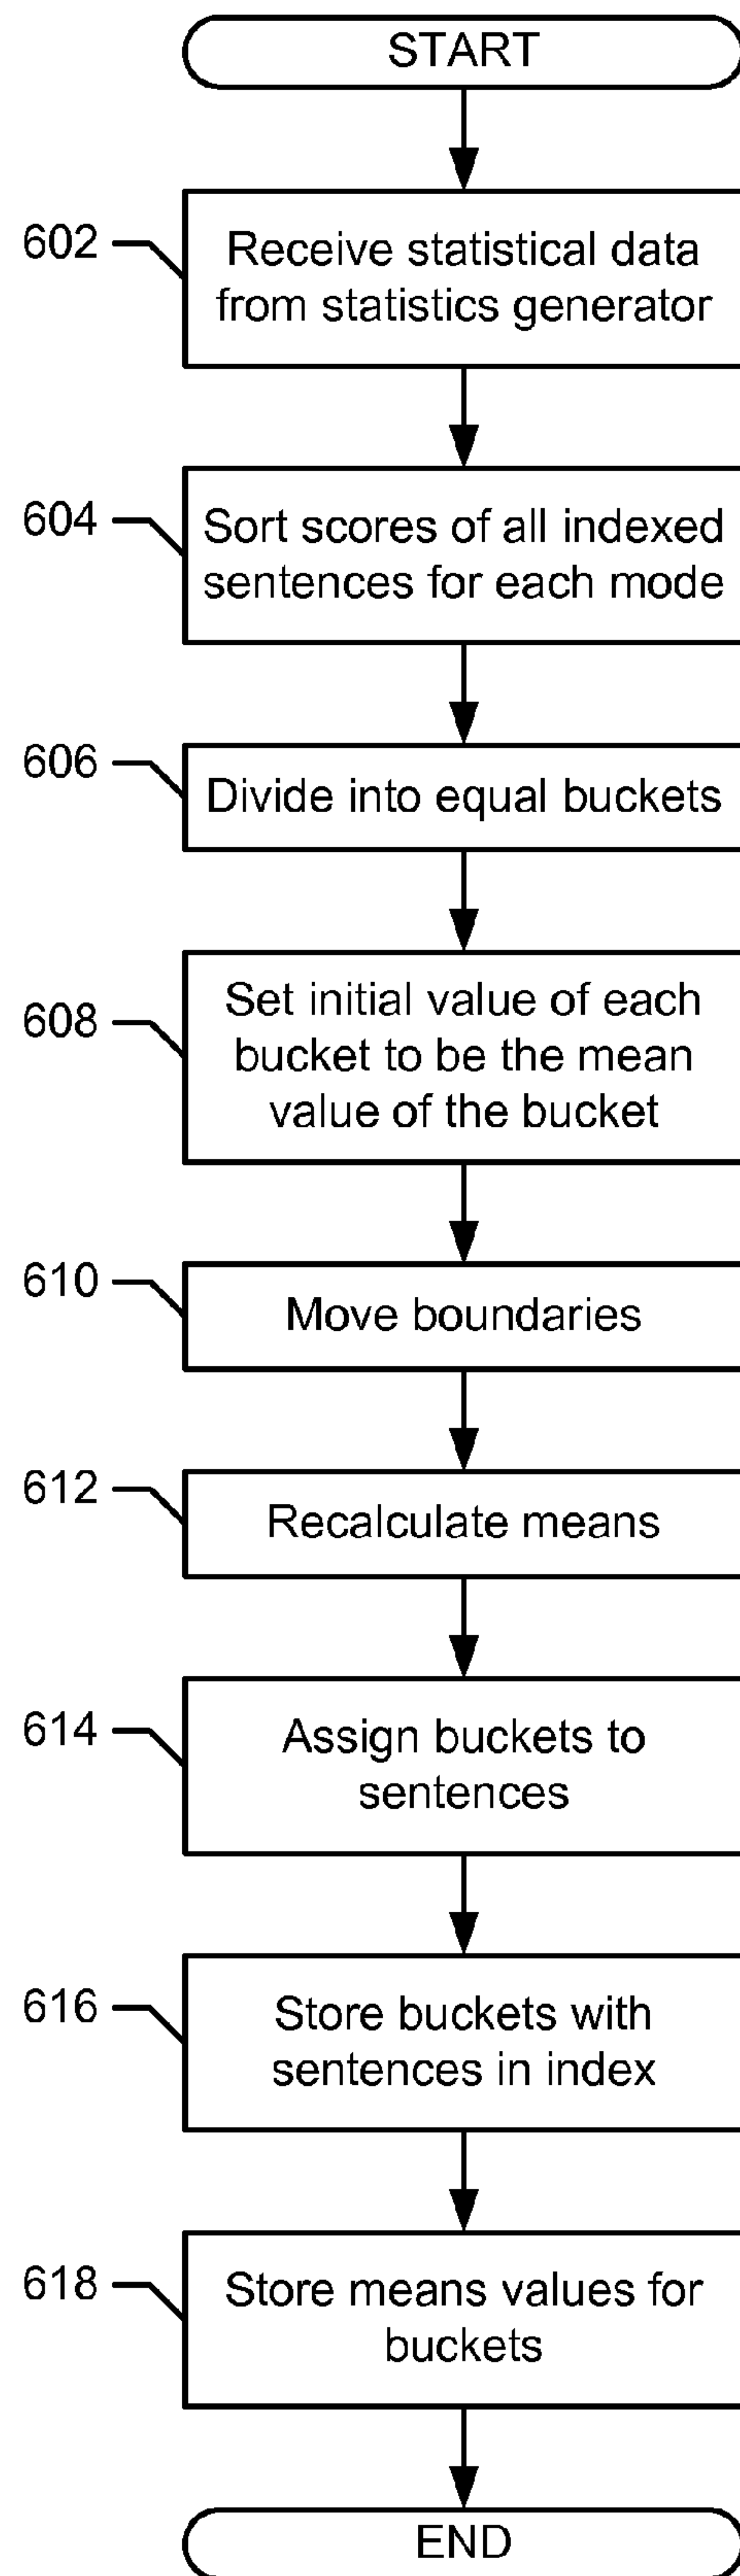 START
602
Receive statistical data
from statistics generator
604
Sort scores of all indexed
sentences for each mode
606
Divide into equal buckets
608
Set initial value of each
bucket to be the mean
value of the bucket
610
Move boundaries
612
Recalculate means
614
Assign buckets to
sentences
616
Store buckets with
sentences in index
618
Store means values for
buckets
END